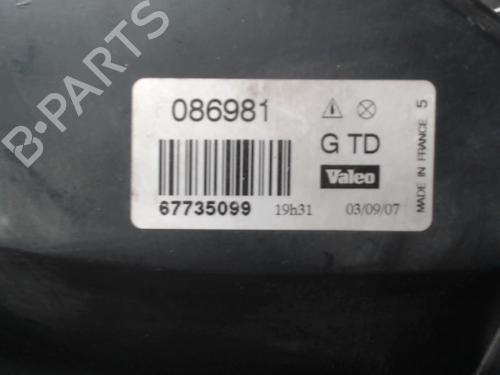 B-PARTS
086981
G TD
Valeo
67735099
19h31
03/09/07
MADE IN FRANCE 5